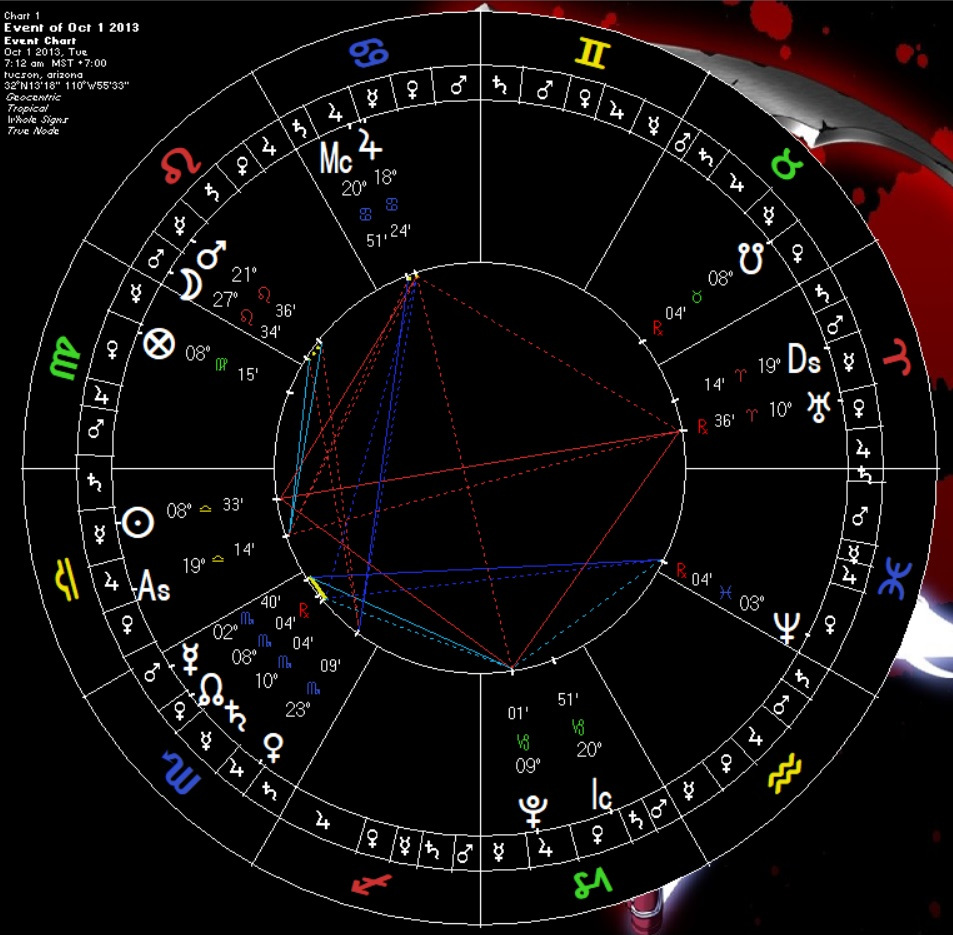 Chart 1
Event of Oct 1 2013
Event Chart
Oct 1 2013, Tue
7:12 am MST +7:00
tucson, arizona
32°N13'18" 110°W55'33"
Geocentric
Tropical
Whole Signs
True Node
♋ ♊
♄ ♃ ☿ ♀ ♂ ♄ ♂ ♀ ♃ ☿
Mc ♃
20° 18°
♋ ♋
51' 24'
♌ ♉
☿ ♄ ♀ ♃ ♂ ♄ ♃ ☿ ♀
♂ 21° ♌ 36'
☽ 27° ♌ 34'
☋ 08° ♉ 04' ℞
♍ ♈
♂ ☿ ♀ ♃ ♂ ♄ ♂ ☿ ♀ ♃ ♄
⊗ 08° ♍ 15'
14' ♈ 19° Ds
℞ 36' ♈ 10° ♅
♎ ♓
♄ ☿ ♃ ♀ ♂ ☿ ♃ ♀
☉ 08° ♎ 33'
As 19° ♎ 14'
℞ 04' ♓ 03° ♆
♏ ♒
♂ ♀ ☿ ♃ ♄ ♄ ♂ ♃ ♀ ☿
☿ 02° ♏ 40'
☊ 08° ♏ 04' ℞
♄ 10° ♏ 04'
♀ 23° ♏ 09'
01' 51'
♑ ♑
09° 20°
♇ Ic
♃ ♀ ☿ ♄ ♂ ☿ ♃ ♀ ♄ ♂
♐ ♑